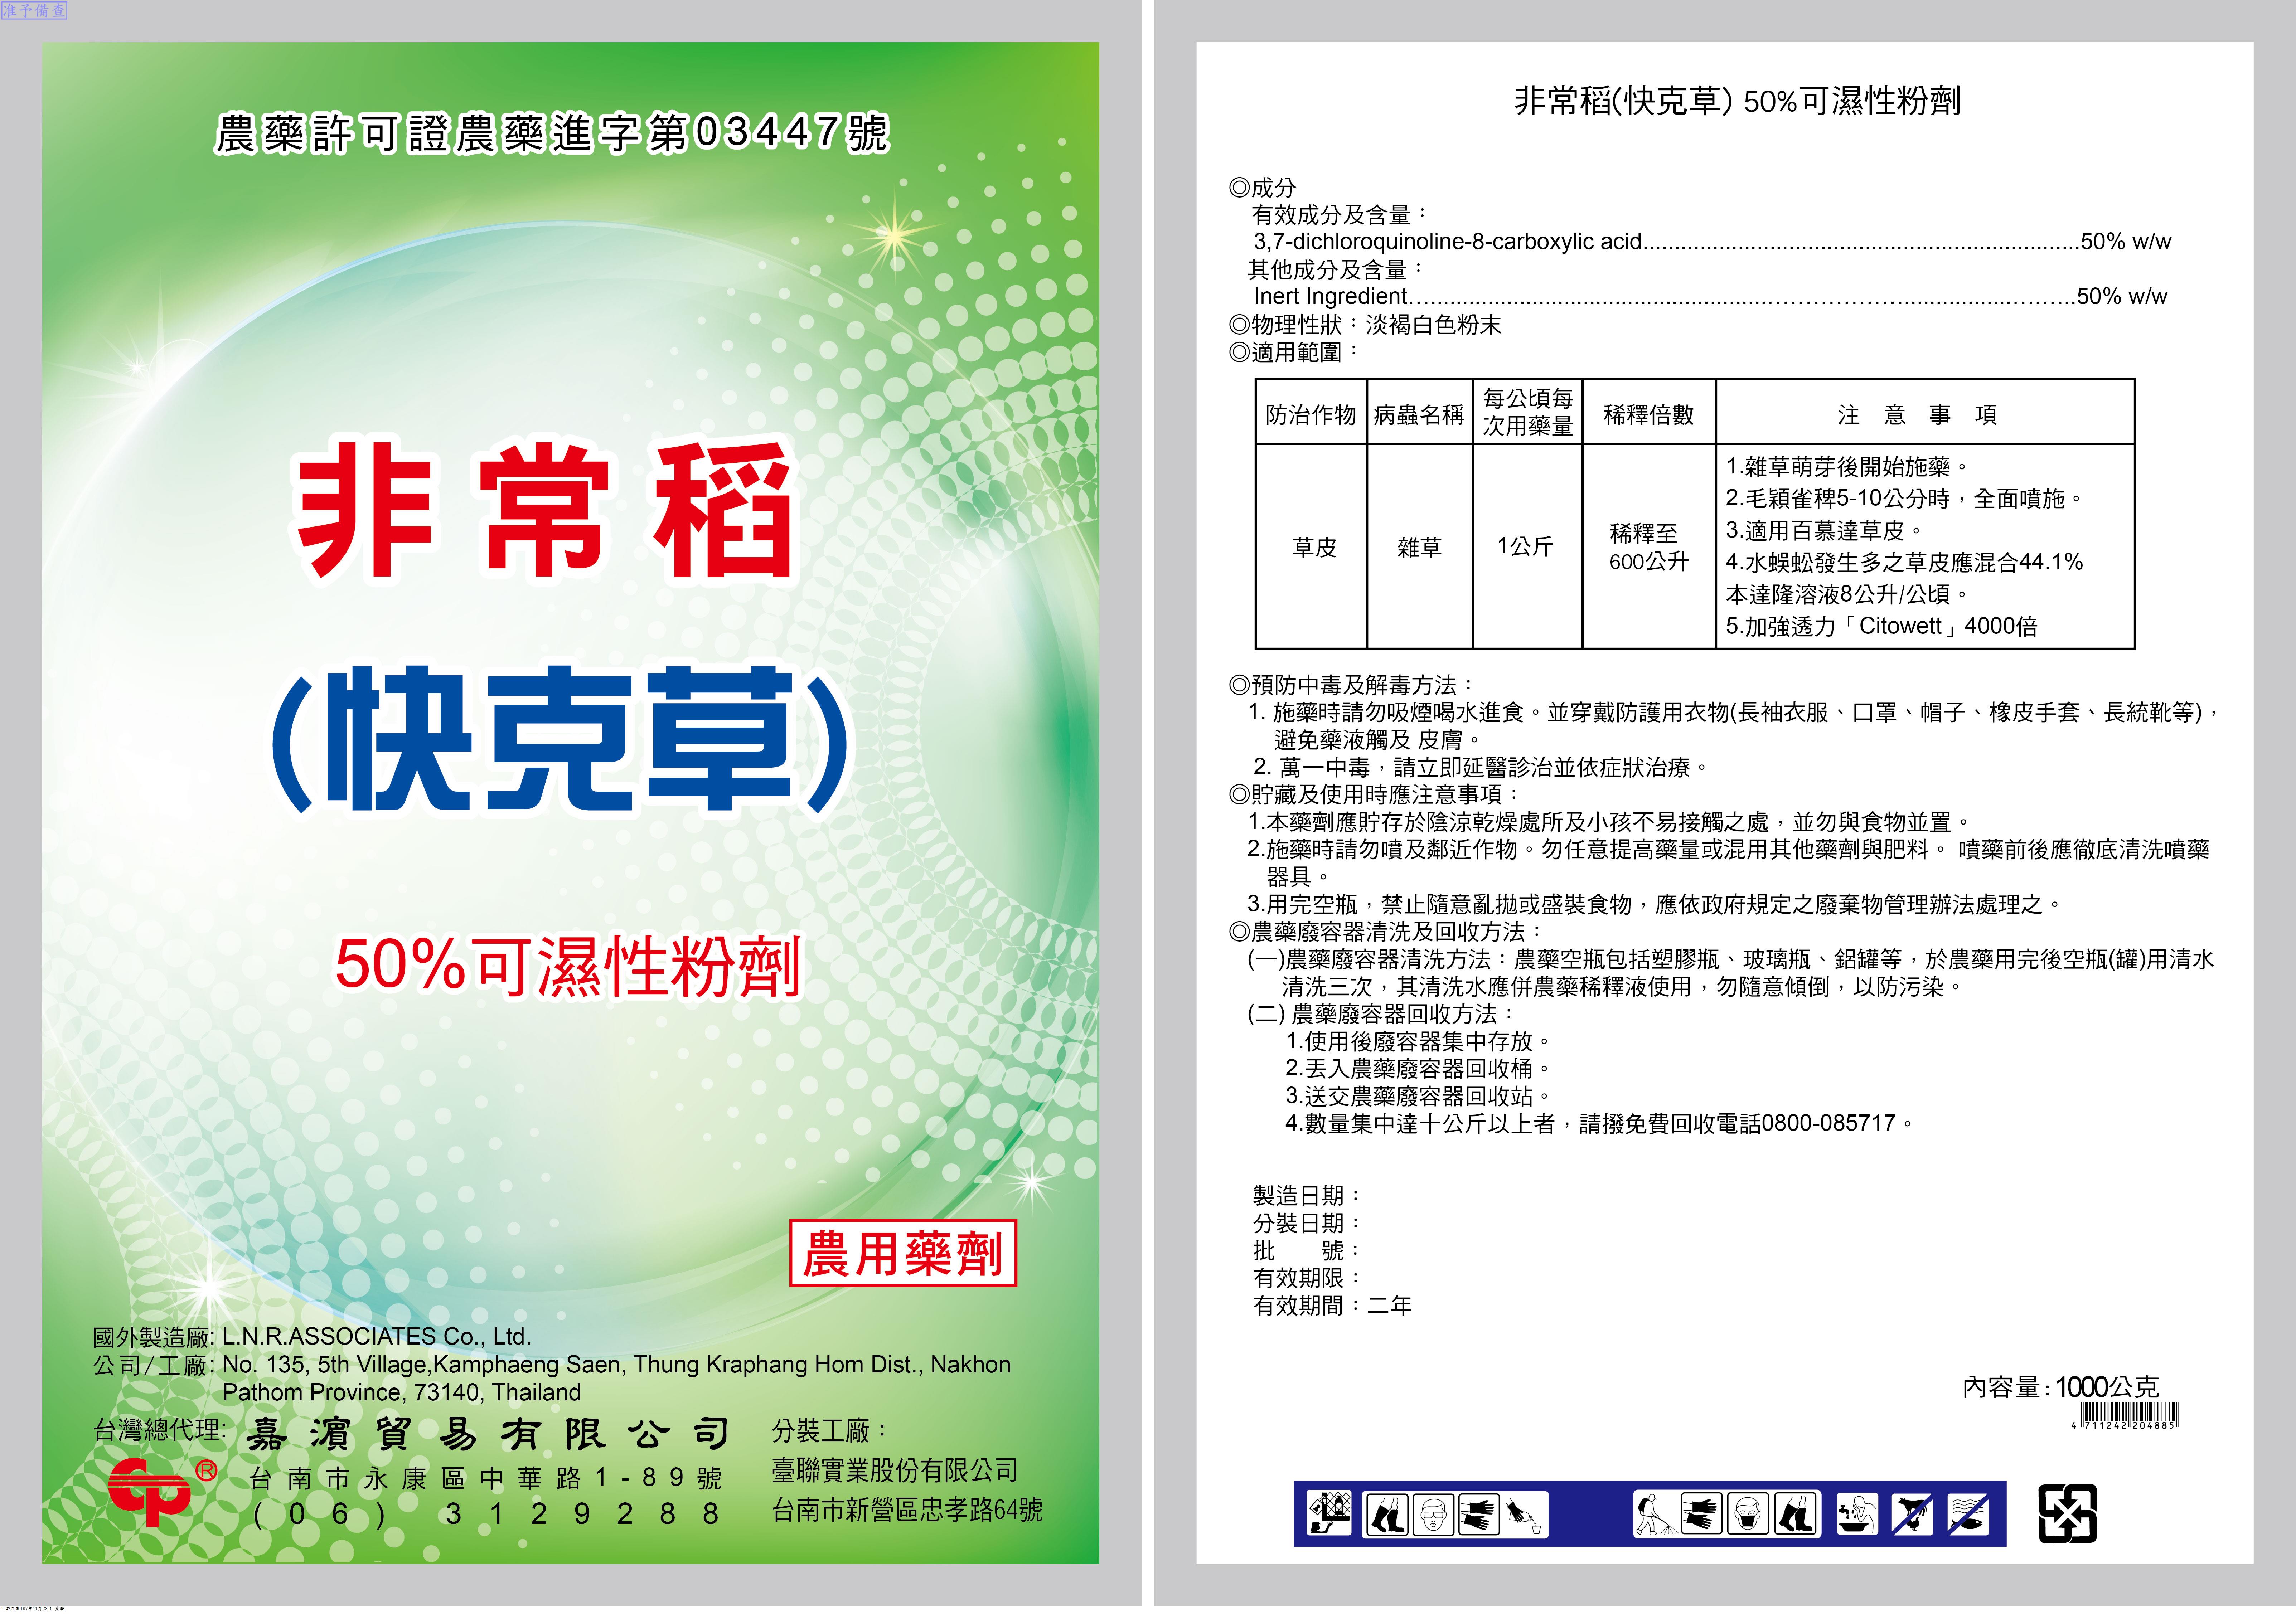 准予備查
農藥許可證農藥進字第03447號
非常稻
(快克草)
50%可濕性粉劑
農用藥劑
國外製造廠: L.N.R.ASSOCIATES Co., Ltd.
公司/工廠: No. 135, 5th Village,Kamphaeng Saen, Thung Kraphang Hom Dist., Nakhon
Pathom Province, 73140, Thailand
台灣總代理: 嘉濵貿易有限公司
CP®
台南市永康區中華路1-89號
(06) 3129288
分裝工廠：
臺聯實業股份有限公司
台南市新營區忠孝路64號
非常稻(快克草) 50%可濕性粉劑
◎成分
有效成分及含量：
3,7-dichloroquinoline-8-carboxylic acid.....................................................................50% w/w
其他成分及含量：
Inert Ingredient….....................................................………………….................……….50% w/w
◎物理性狀：淡褐白色粉末
◎適用範圍：
防治作物 病蟲名稱 每公頃每次用藥量 稀釋倍數 注意事項
草皮 雜草 1公斤 稀釋至600公升
1.雜草萌芽後開始施藥。
2.毛穎雀稗5-10公分時，全面噴施。
3.適用百慕達草皮。
4.水蜈蚣發生多之草皮應混合44.1%
本達隆溶液8公升/公頃。
5.加強透力「Citowett」4000倍
◎預防中毒及解毒方法：
1. 施藥時請勿吸煙喝水進食。並穿戴防護用衣物(長袖衣服、口罩、帽子、橡皮手套、長統靴等)，
避免藥液觸及 皮膚。
2. 萬一中毒，請立即延醫診治並依症狀治療。
◎貯藏及使用時應注意事項：
1.本藥劑應貯存於陰涼乾燥處所及小孩不易接觸之處，並勿與食物並置。
2.施藥時請勿噴及鄰近作物。勿任意提高藥量或混用其他藥劑與肥料。 噴藥前後應徹底清洗噴藥
器具。
3.用完空瓶，禁止隨意亂拋或盛裝食物，應依政府規定之廢棄物管理辦法處理之。
◎農藥廢容器清洗及回收方法：
(一)農藥廢容器清洗方法：農藥空瓶包括塑膠瓶、玻璃瓶、鋁罐等，於農藥用完後空瓶(罐)用清水
清洗三次，其清洗水應併農藥稀釋液使用，勿隨意傾倒，以防污染。
(二) 農藥廢容器回收方法：
1.使用後廢容器集中存放。
2.丟入農藥廢容器回收桶。
3.送交農藥廢容器回收站。
4.數量集中達十公斤以上者，請撥免費回收電話0800-085717。
製造日期：
分裝日期：
批　　號：
有效期限：
有效期間：二年
內容量:1000公克
4 711242 204885